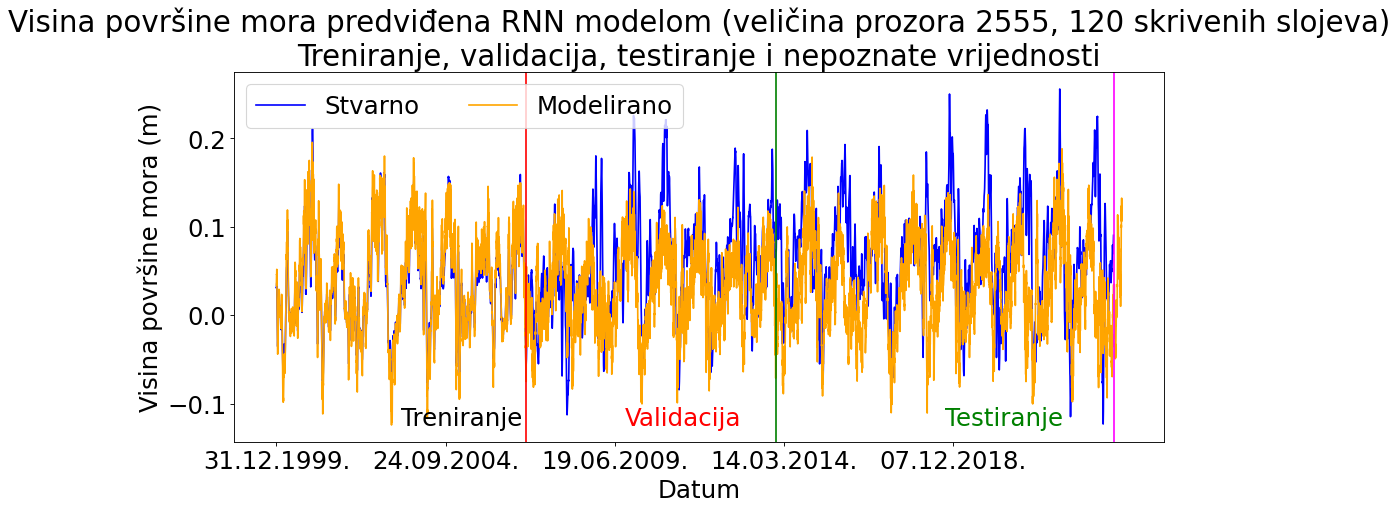 Visina površine mora predviđena RNN modelom (veličina prozora 2555, 120 skrivenih slojeva)
Treniranje, validacija, testiranje i nepoznate vrijednosti
Stvarno
Modelirano
Visina površine mora (m)
0.2
0.1
0.0
−0.1
Treniranje
Validacija
Testiranje
31.12.1999.
24.09.2004.
19.06.2009.
14.03.2014.
07.12.2018.
Datum